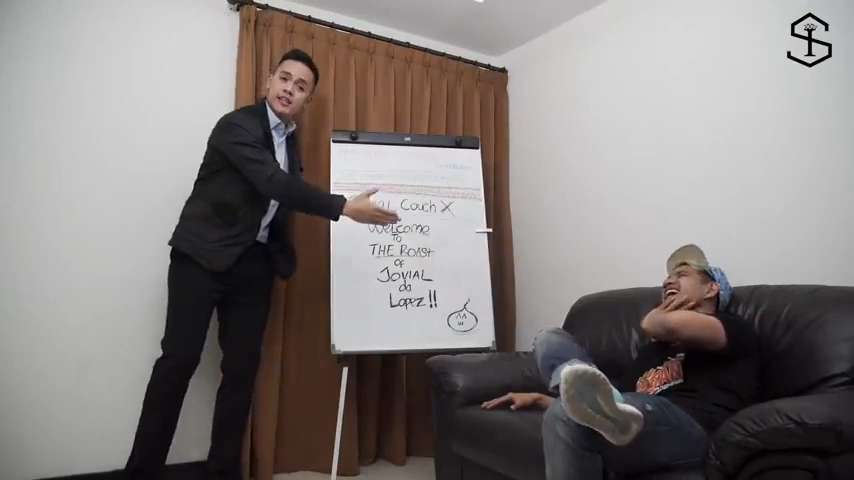 Couch X
Welcome
To
THE ROAST
of
JOVIAL
da
Lopez!!